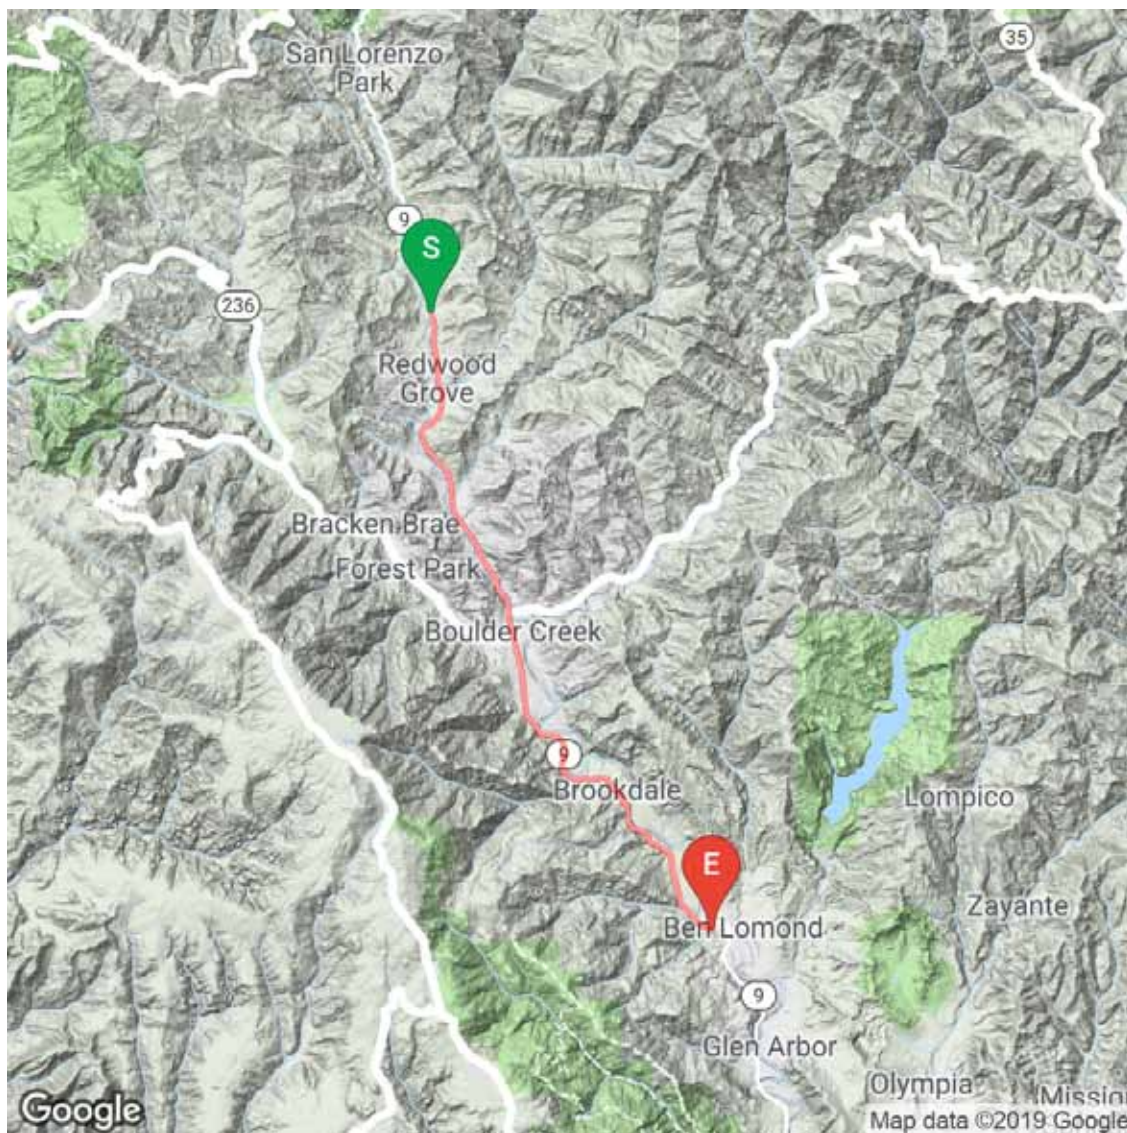 35
San Lorenzo
Park
9
S
236
Redwood
Grove
Bracken Brae
Forest Park
Boulder Creek
9
Brookdale
Lompico
E
Zayante
Ben Lomond
9
Glen Arbor
Olympia
Mission
Google
Map data ©2019 Google